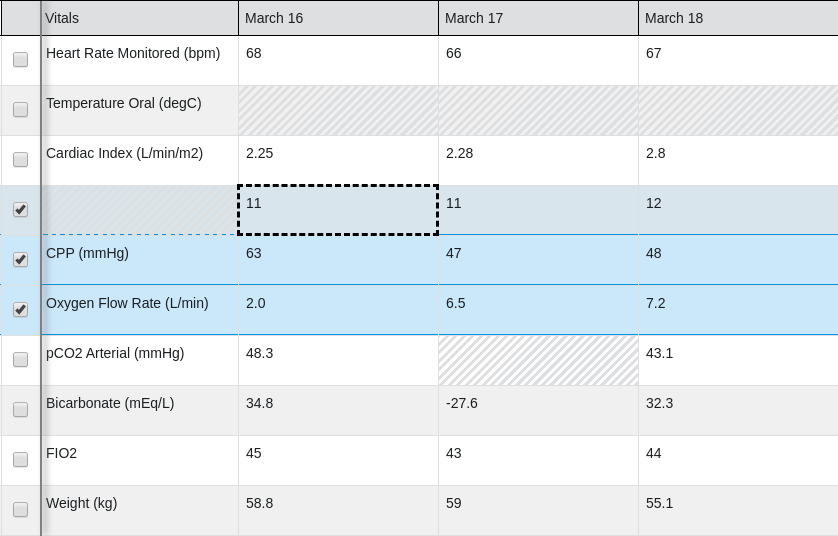 Vitals March 16 March 17 March 18
Heart Rate Monitored (bpm) 68 66 67
Temperature Oral (degC)
Cardiac Index (L/min/m2) 2.25 2.28 2.8
11 11 12
CPP (mmHg) 63 47 48
Oxygen Flow Rate (L/min) 2.0 6.5 7.2
pCO2 Arterial (mmHg) 48.3 43.1
Bicarbonate (mEq/L) 34.8 -27.6 32.3
FIO2 45 43 44
Weight (kg) 58.8 59 55.1